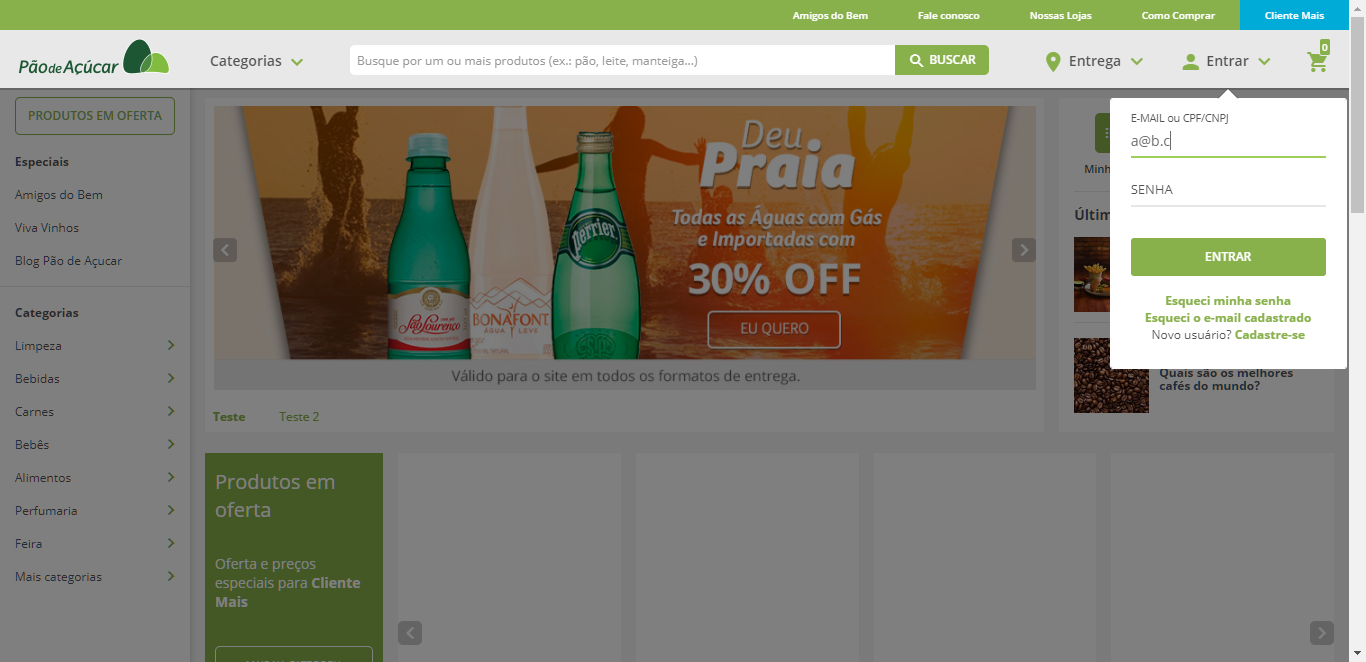 Amigos do Bem
Fale conosco
Nossas Lojas
Como Comprar
Cliente Mais
PãodeAçúcar
Categorias
Busque por um ou mais produtos (ex.: pão, leite, manteiga...)
BUSCAR
Entrega
Entrar
0
PRODUTOS EM OFERTA
Especiais
Amigos do Bem
Viva Vinhos
Blog Pão de Açucar
Categorias
Limpeza
Bebidas
Carnes
Bebês
Alimentos
Perfumaria
Feira
Mais categorias
Deu
Praia
Todas as Águas com Gás
e Importadas com
30% OFF
EU QUERO
São Lourenço
BONAFONT
ÁGUA LEVE
perrier
Válido para o site em todos os formatos de entrega.
Teste
Teste 2
E-MAIL ou CPF/CNPJ
a@b.c
SENHA
ENTRAR
Esqueci minha senha
Esqueci o e-mail cadastrado
Novo usuário? Cadastre-se
Minh
Últim
Quais são os melhores
cafés do mundo?
Produtos em
oferta
Oferta e preços
especiais para Cliente
Mais